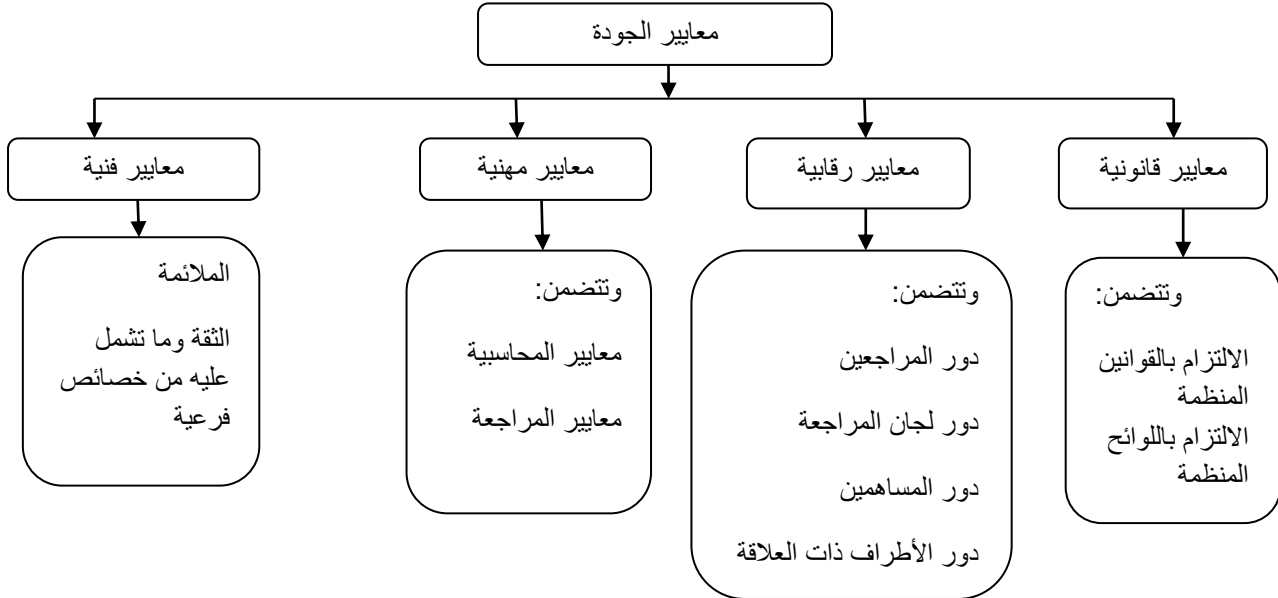 معايير الجودة
معايير قانونية
معايير رقابية
معايير مهنية
معايير فنية
وتتضمن:
الالتزام بالقوانين
المنظمة
الالتزام باللوائح
المنظمة
وتتضمن:
دور المراجعين
دور لجان المراجعة
دور المساهمين
دور الأطراف ذات العلاقة
وتتضمن:
معايير المحاسبية
معايير المراجعة
الملائمة
الثقة وما تشمل
عليه من خصائص
فرعية